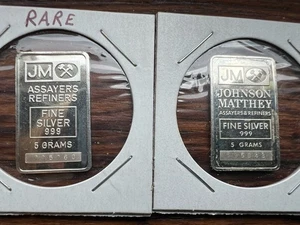 RARE
JM
ASSAYERS
REFINERS
FINE
SILVER
999
5 GRAMS
JM
JOHNSON
MATTHEY
ASSAYERS & REFINERS
FINE SILVER
999
5 GRAMS